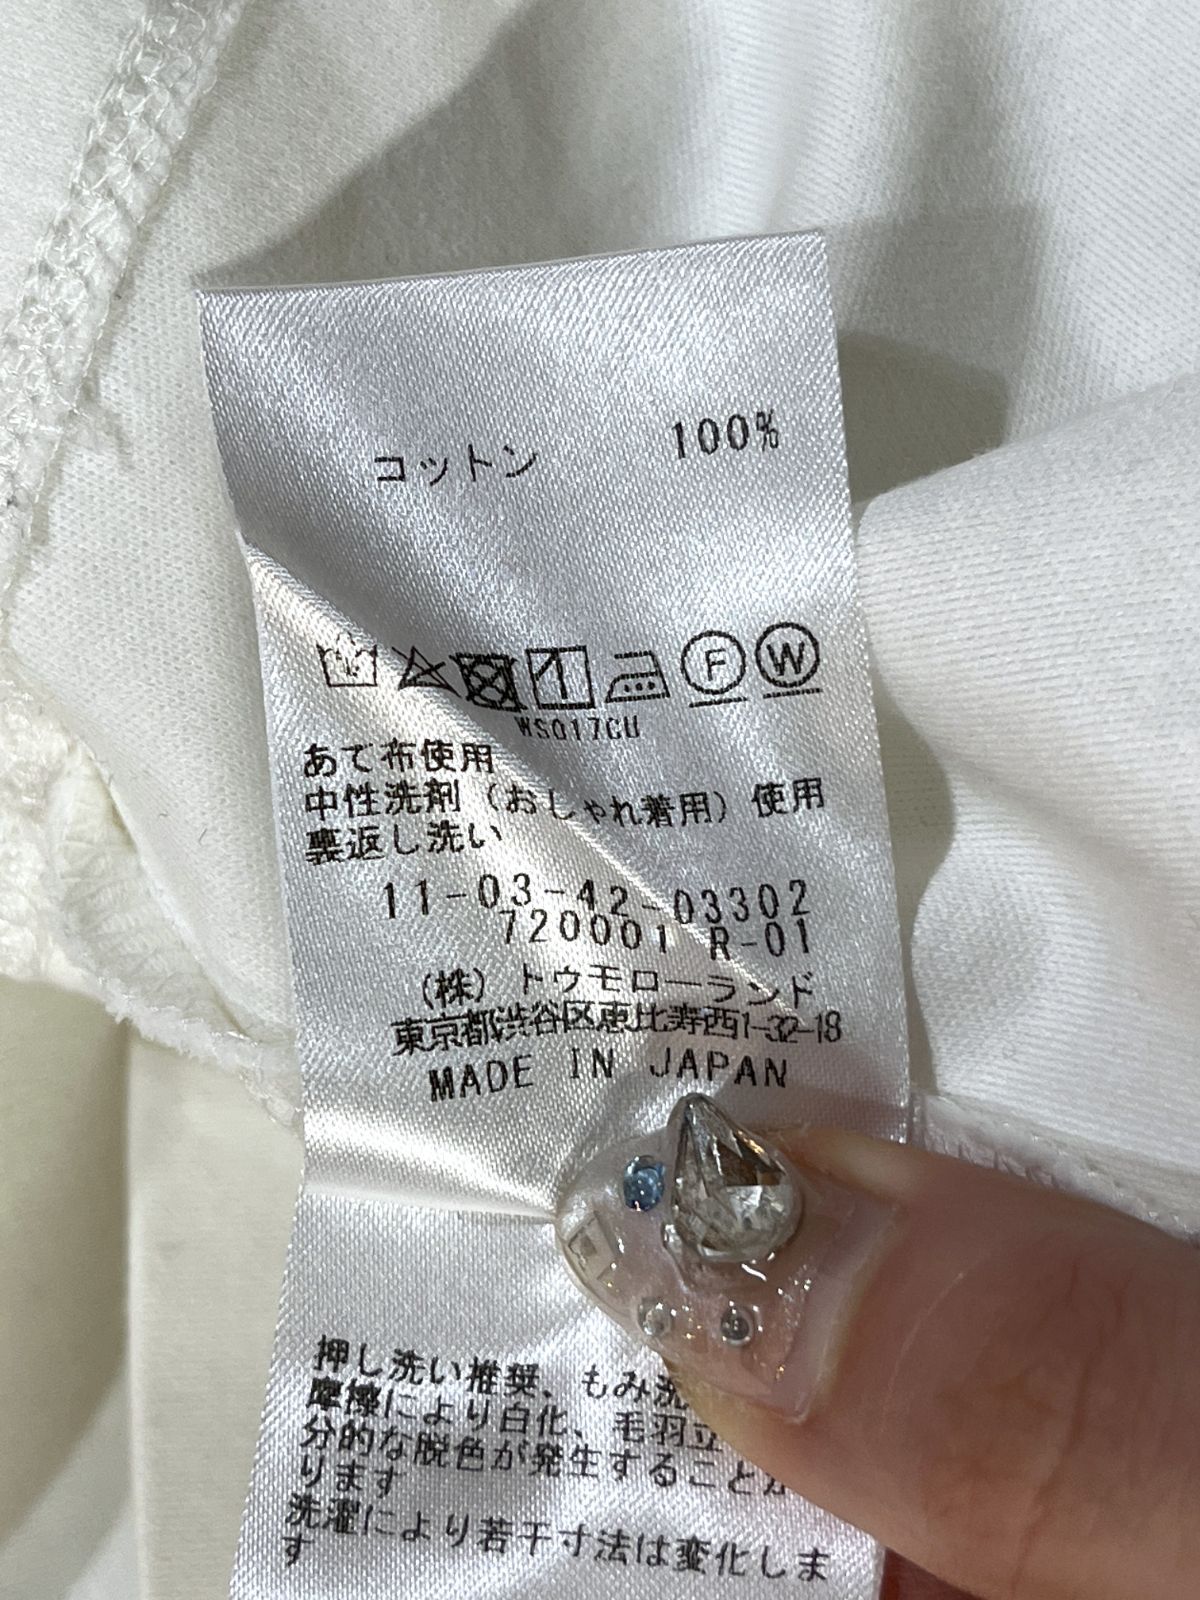 コットン 100%
F W
WS017CU
あて布使用
中性洗剤（おしゃれ着用）使用
裏返し洗い
11-03-42-03302
720001 R-01
（株）トゥモローランド
東京都渋谷区恵比寿西1-32-18
MADE IN JAPAN
押し洗い推奨、もみ洗
摩擦により白化、毛羽立
分的な脱色が発生することが
ります
洗濯により若干寸法は変化しま
す